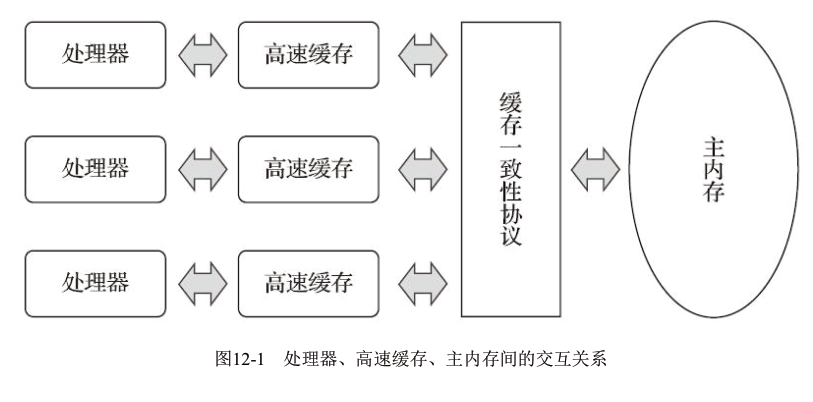 处理器
高速缓存
处理器
高速缓存
处理器
高速缓存
缓存一致性协议
主内存
图12-1 处理器、高速缓存、主内存间的交互关系